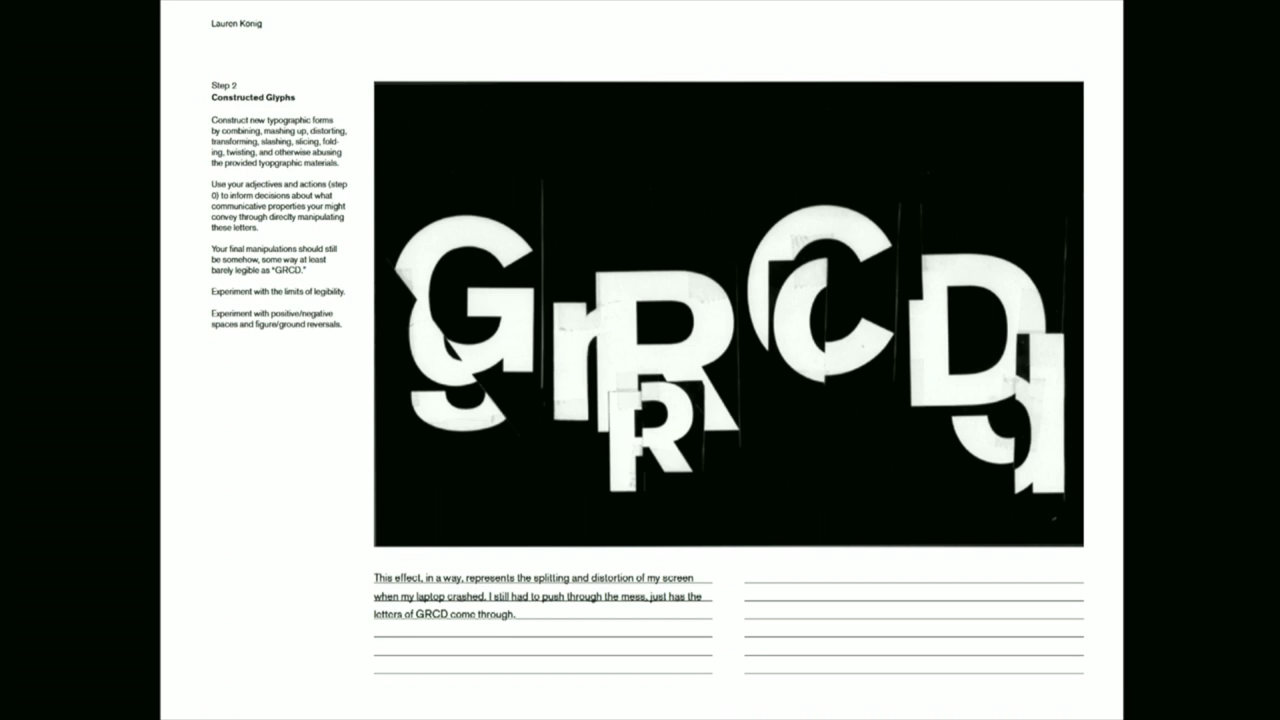 Lauren Konig
Step 2
Constructed Glyphs
Construct new typographic forms
by combining, mashing up, distorting,
transforming, slashing, slicing, fold-
ing, twisting, and otherwise abusing
the provided tyopgraphic materials.
Use your adjectives and actions (step
0) to inform decisions about what
communicative properties your might
convey through direclty manipulating
these letters.
Your final manipulations should still
be somehow, some way at least
barely legible as “GRCD.”
Experiment with the limits of legibility.
Experiment with positive/negative
spaces and figure/ground reversals.
GRCD
This effect, in a way, represents the splitting and distortion of my screen
when my laptop crashed. I still had to push through the mess, just has the
letters of GRCD come through.